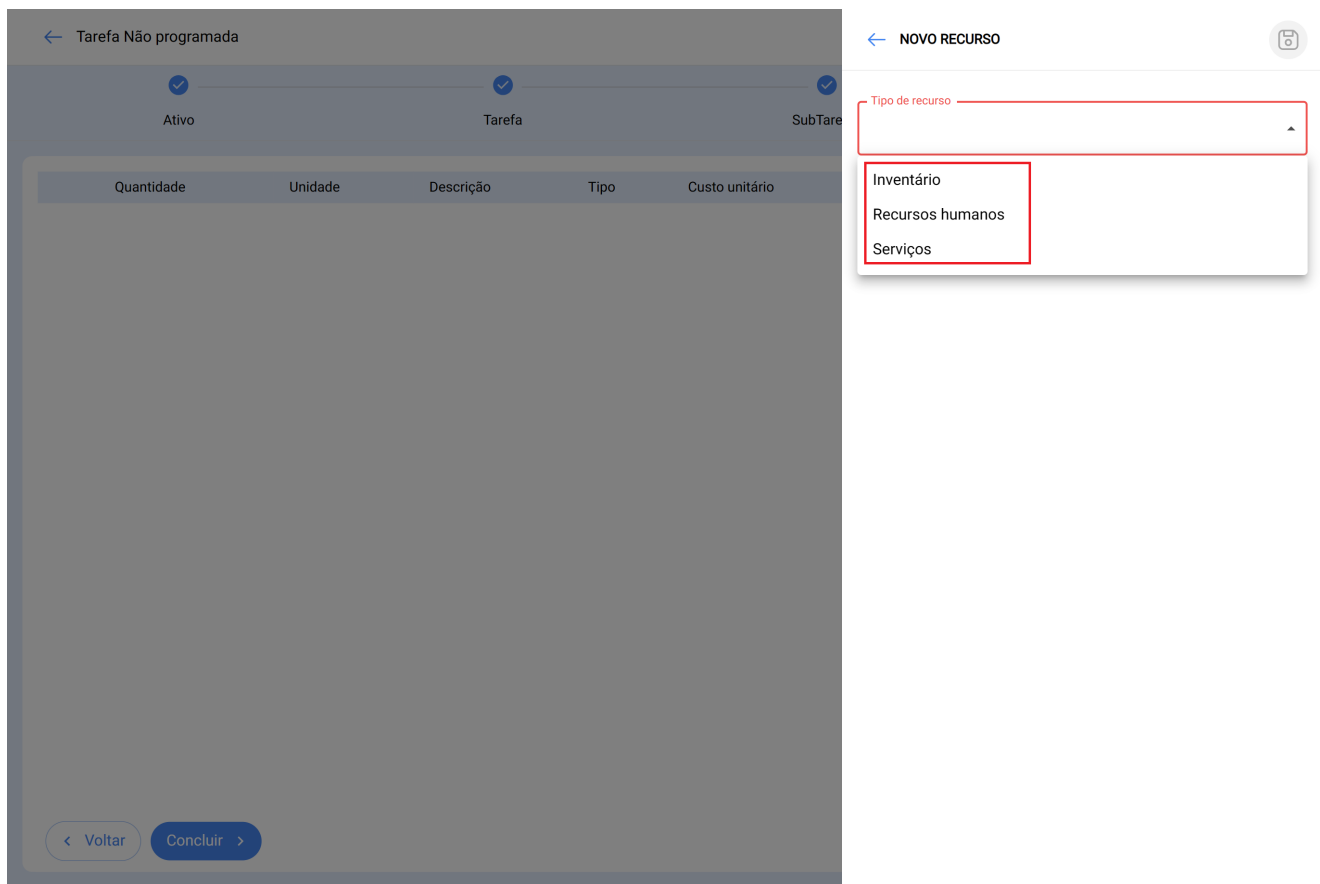 Tarefa Não programada
Ativo
Tarefa
SubTare
Quantidade Unidade Descrição Tipo Custo unitário
Voltar
Concluir
NOVO RECURSO
Tipo de recurso
Inventário
Recursos humanos
Serviços